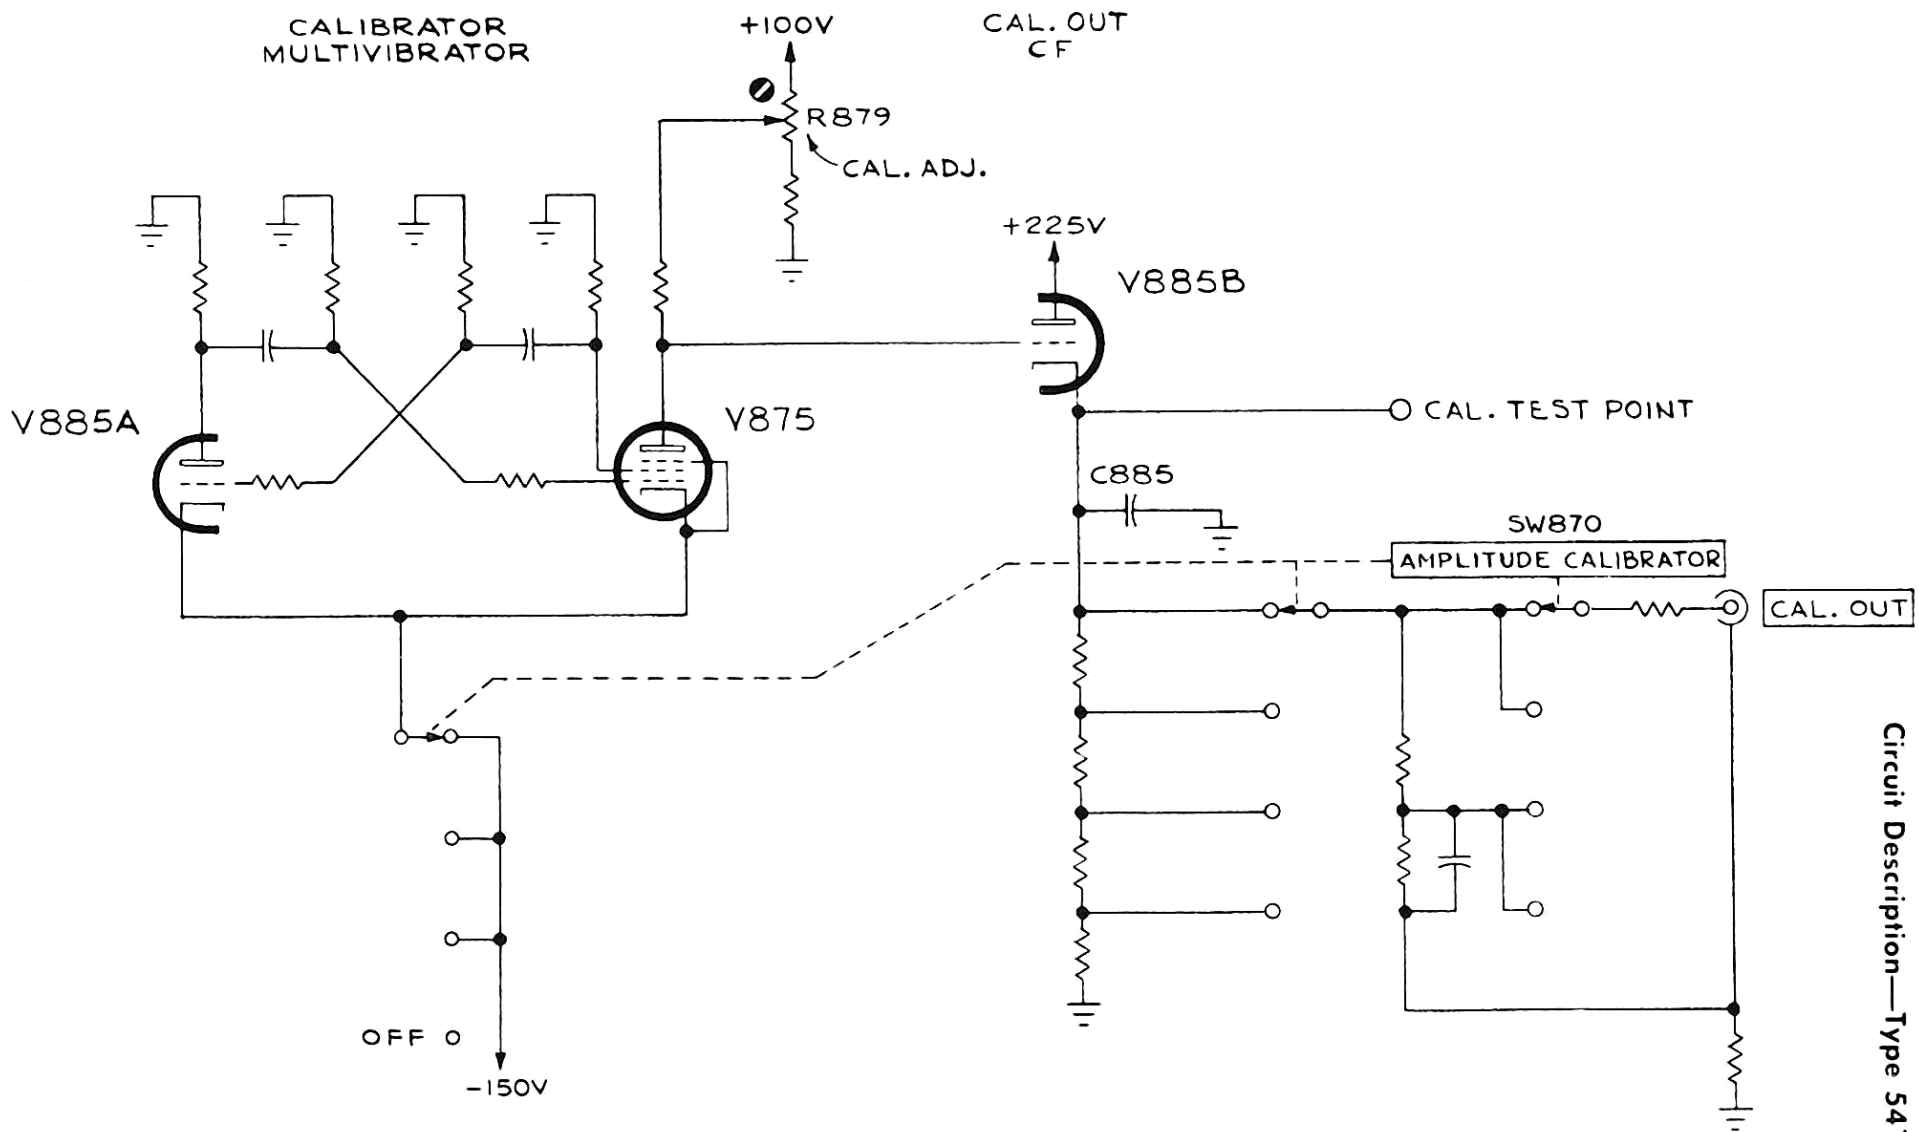 CALIBRATOR
MULTIVIBRATOR
+100V
CAL. OUT
CF
R879
CAL. ADJ.
+225V
V885B
V885A
V875
CAL. TEST POINT
C885
SW870
AMPLITUDE CALIBRATOR
CAL. OUT
OFF
-150V
Circuit Description—Type 54